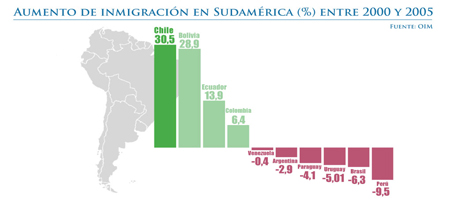 Aumento de inmigración en Sudamérica (%) entre 2000 y 2005
Fuente: OIM
Chile
30,5
Bolivia
28,9
Ecuador
13,9
Colombia
6,4
Venezuela
-0,4
Argentina
-2,9
Paraguay
-4,1
Uruguay
-5,01
Brasil
-6,3
Perú
-9,5